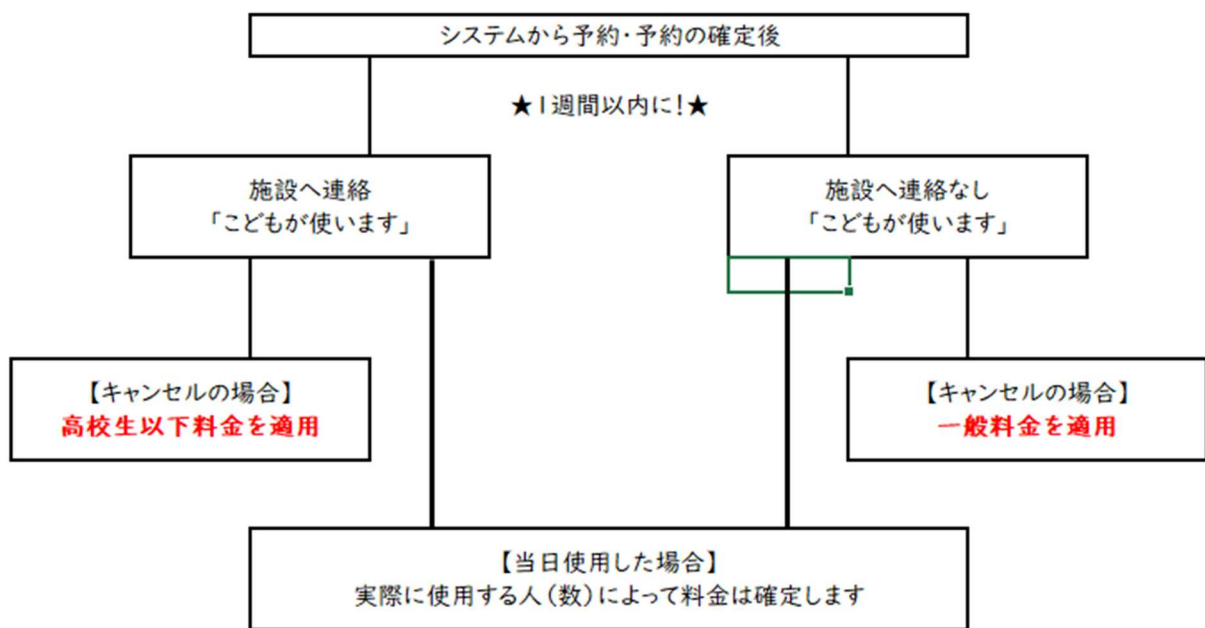 システムから予約・予約の確定後
★1週間以内に!★
施設へ連絡
「こどもが使います」
施設へ連絡なし
「こどもが使います」
【キャンセルの場合】
高校生以下料金を適用
【キャンセルの場合】
一般料金を適用
【当日使用した場合】
実際に使用する人(数)によって料金は確定します